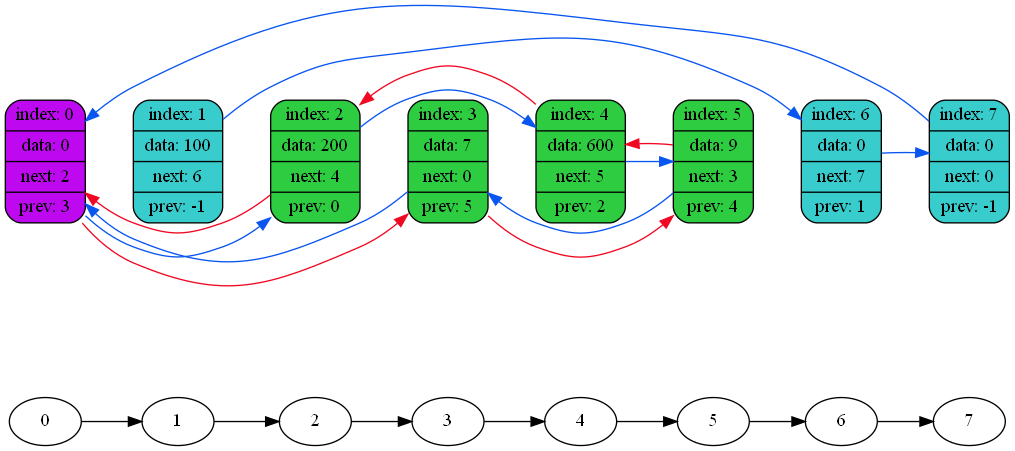 index: 0
data: 0
next: 2
prev: 3
index: 1
data: 100
next: 6
prev: -1
index: 2
data: 200
next: 4
prev: 0
index: 3
data: 7
next: 0
prev: 5
index: 4
data: 600
next: 5
prev: 2
index: 5
data: 9
next: 3
prev: 4
index: 6
data: 0
next: 7
prev: 1
index: 7
data: 0
next: 0
prev: -1
0
1
2
3
4
5
6
7